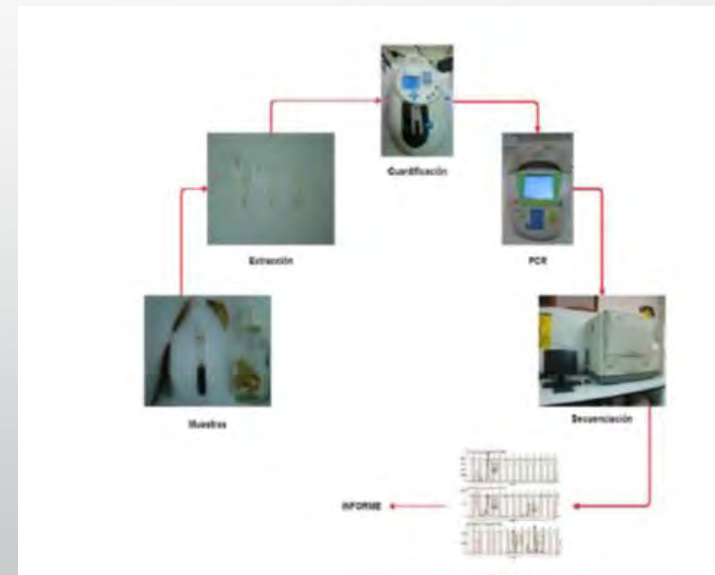 Muestras
Extracción
Cuantificación
PCR
Secuenciación
INFORME